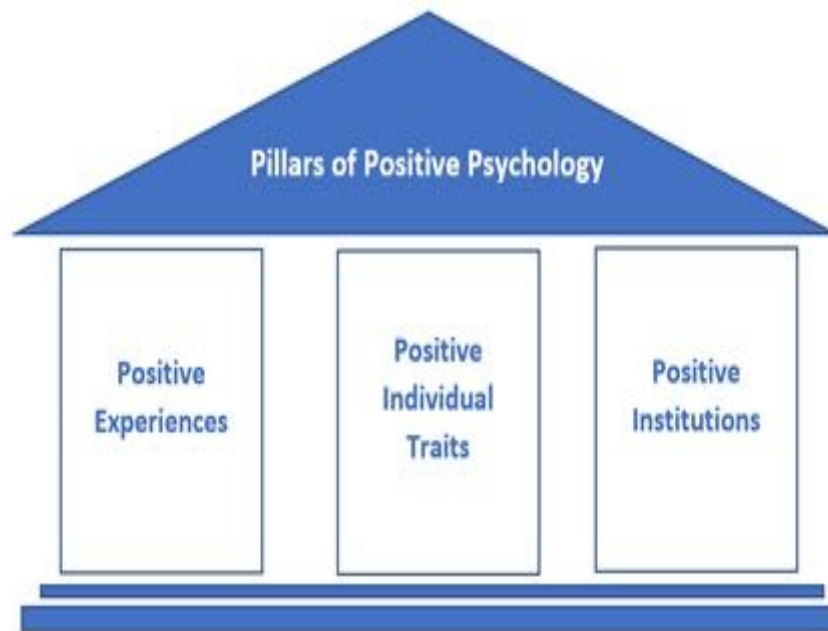 Pillars of Positive Psychology
Positive
Experiences
Positive
Individual
Traits
Positive
Institutions